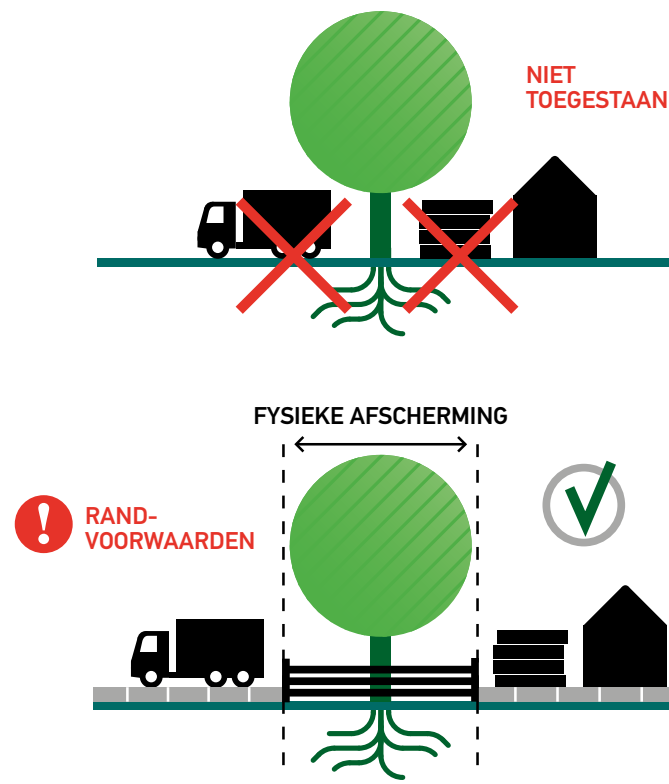 NIET
TOEGESTAAN
FYSIEKE AFSCHERMING
RAND-
VOORWAARDEN